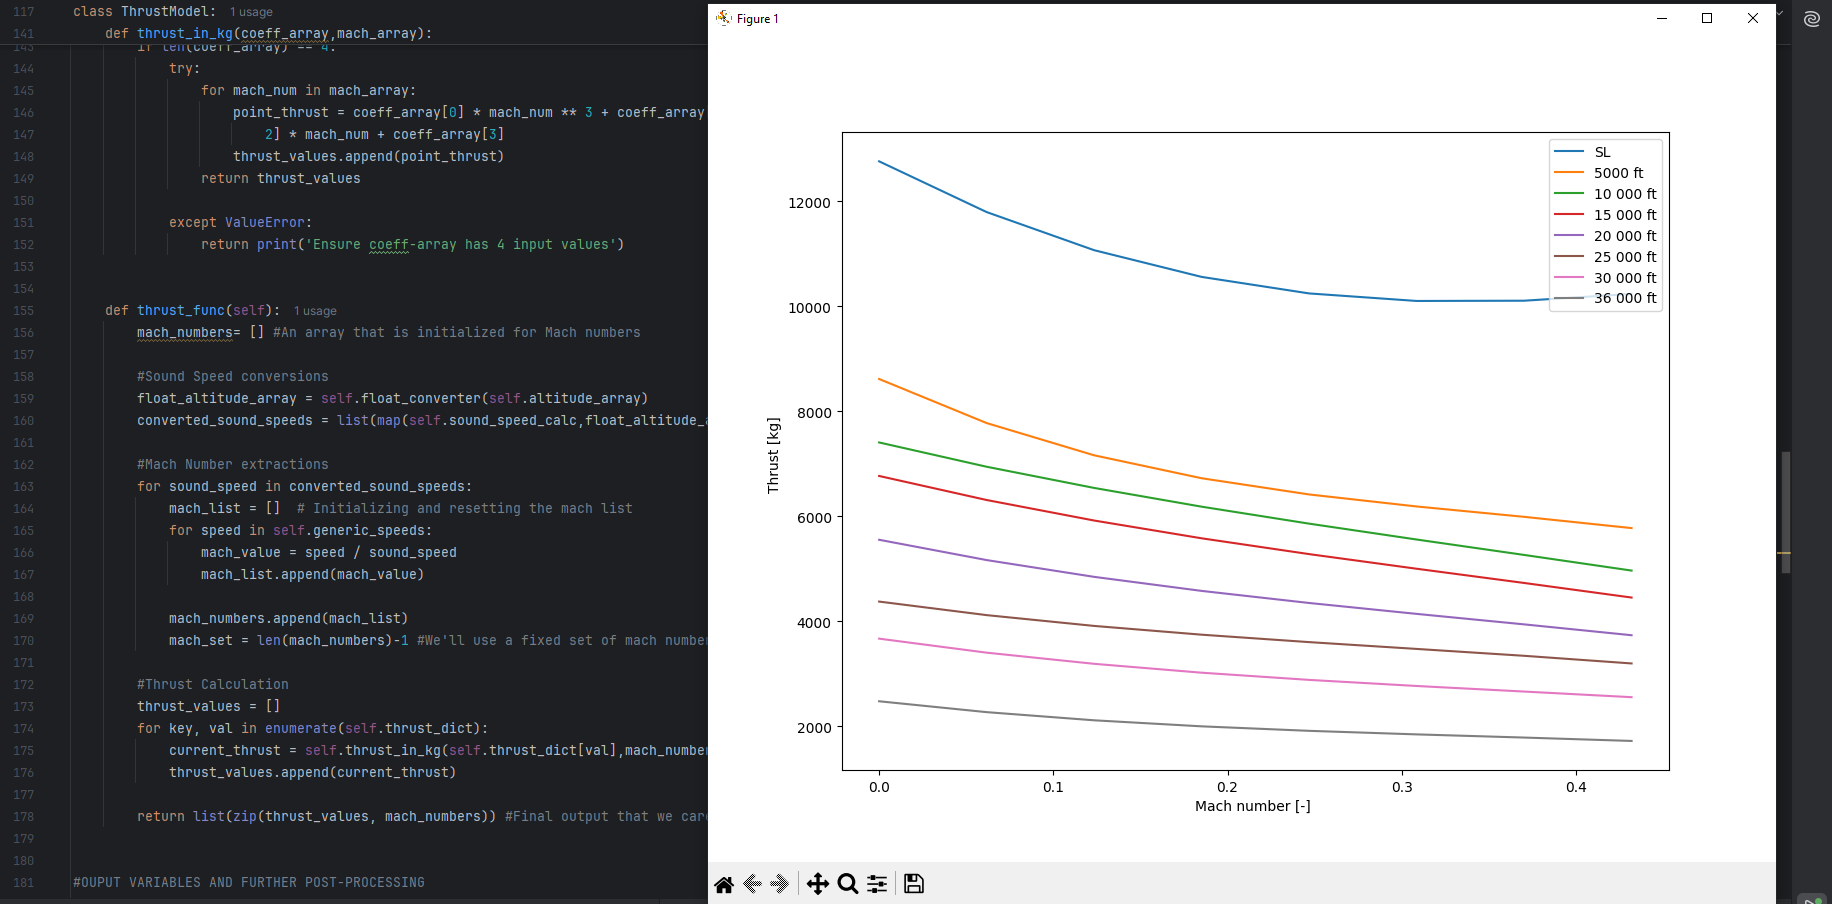 117 class ThrustModel: 1 usage
141 def thrust_in_kg(coeff_array,mach_array):
143 if len(coeff_array) == 4:
144 try:
145 for mach_num in mach_array:
146 point_thrust = coeff_array[0] * mach_num ** 3 + coeff_array
147 2] * mach_num + coeff_array[3]
148 thrust_values.append(point_thrust)
149 return thrust_values
150
151 except ValueError:
152 return print('Ensure coeff-array has 4 input values')
153
154
155 def thrust_func(self): 1 usage
156 mach_numbers= [] #An array that is initialized for Mach numbers
157
158 #Sound Speed conversions
159 float_altitude_array = self.float_converter(self.altitude_array)
160 converted_sound_speeds = list(map(self.sound_speed_calc,float_altitude_a
161
162 #Mach Number extractions
163 for sound_speed in converted_sound_speeds:
164 mach_list = [] # Initializing and resetting the mach list
165 for speed in self.generic_speeds:
166 mach_value = speed / sound_speed
167 mach_list.append(mach_value)
168
169 mach_numbers.append(mach_list)
170 mach_set = len(mach_numbers)-1 #We'll use a fixed set of mach number
171
172 #Thrust Calculation
173 thrust_values = []
174 for key, val in enumerate(self.thrust_dict):
175 current_thrust = self.thrust_in_kg(self.thrust_dict[val],mach_number
176 thrust_values.append(current_thrust)
177
178 return list(zip(thrust_values, mach_numbers)) #Final output that we car
179
180
181 #OUPUT VARIABLES AND FURTHER POST-PROCESSING
Figure 1
SL
5000 ft
10 000 ft
15 000 ft
20 000 ft
25 000 ft
30 000 ft
36 000 ft
12000
10000
8000
6000
4000
2000
Thrust [kg]
0.0 0.1 0.2 0.3 0.4
Mach number [-]